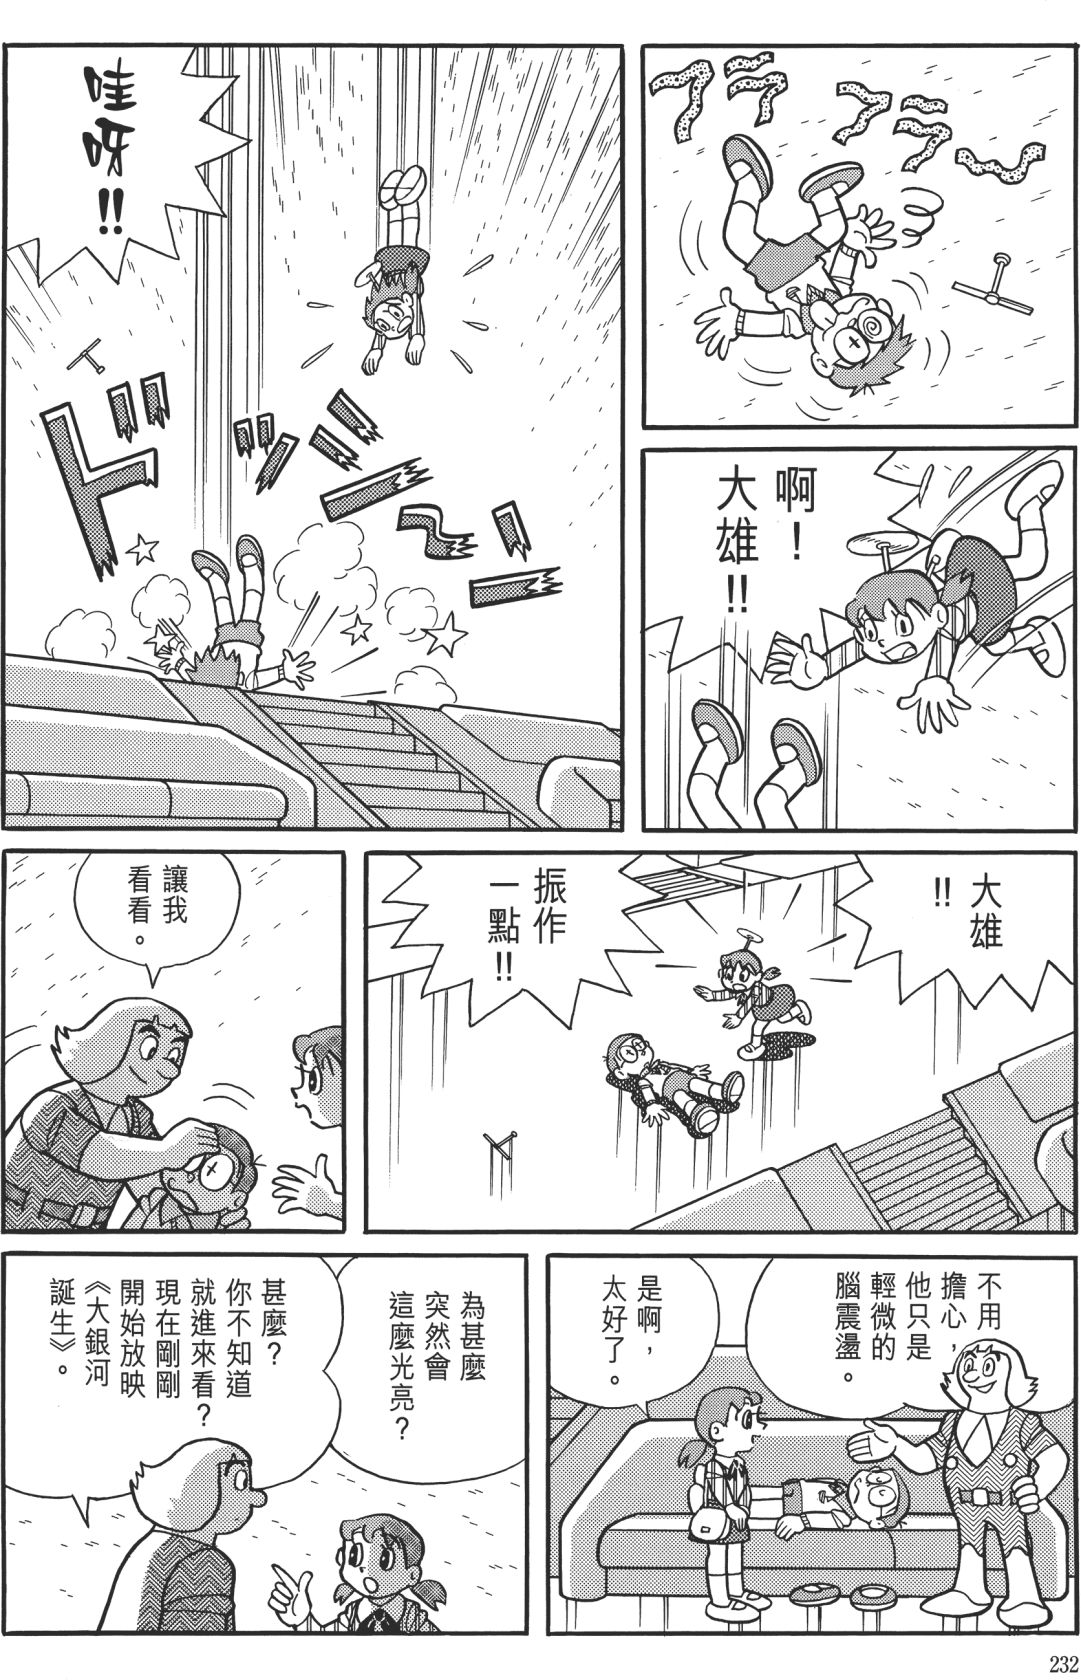 フラ
フラ〜
哇呀!!
ドッズ〜ン
啊！
大雄!!
大雄
!!
振作
一點!!
讓我
看看。
不用
擔心，
他只是
輕微的
腦震盪
。
是啊，
太好了。
為甚麼
突然會
這麼光亮？
甚麼？
你不知道
就進來看？
現在剛剛
開始放映
《大銀河
誕生》。
232